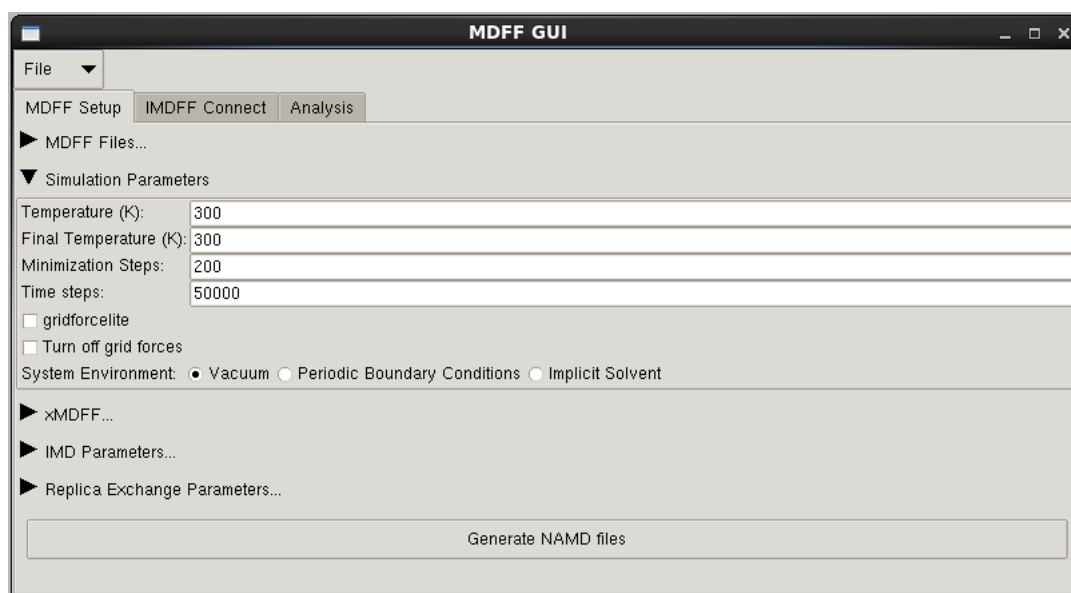 MDFF GUI
File
MDFF Setup IMDFF Connect Analysis
MDFF Files...
Simulation Parameters
Temperature (K): 300
Final Temperature (K): 300
Minimization Steps: 200
Time steps: 50000
gridforcelite
Turn off grid forces
System Environment: Vacuum Periodic Boundary Conditions Implicit Solvent
xMDFF...
IMD Parameters...
Replica Exchange Parameters...
Generate NAMD files